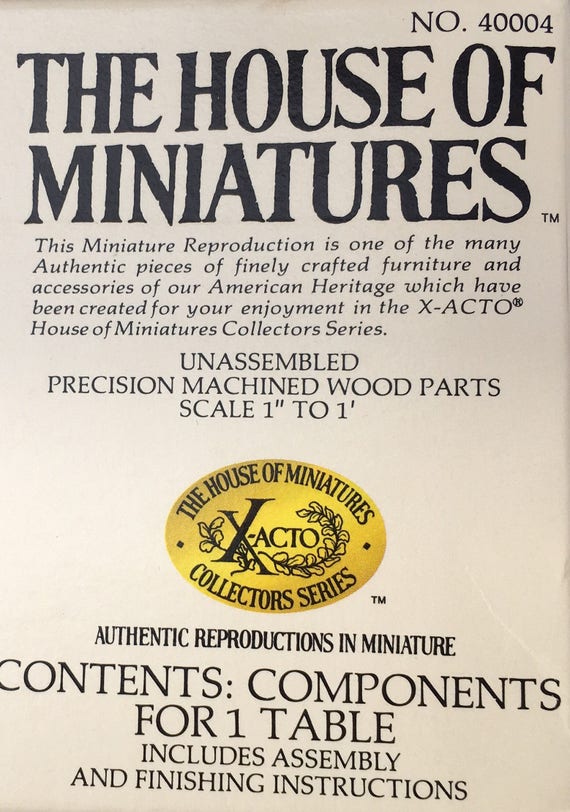 NO. 40004
THE HOUSE OF
MINIATURES™
This Miniature Reproduction is one of the many
Authentic pieces of finely crafted furniture and
accessories of our American Heritage which have
been created for your enjoyment in the X-ACTO®
House of Miniatures Collectors Series.
UNASSEMBLED
PRECISION MACHINED WOOD PARTS
SCALE 1" TO 1'
THE HOUSE OF MINIATURES
X-ACTO
COLLECTORS SERIES
™
AUTHENTIC REPRODUCTIONS IN MINIATURE
CONTENTS: COMPONENTS
FOR 1 TABLE
INCLUDES ASSEMBLY
AND FINISHING INSTRUCTIONS